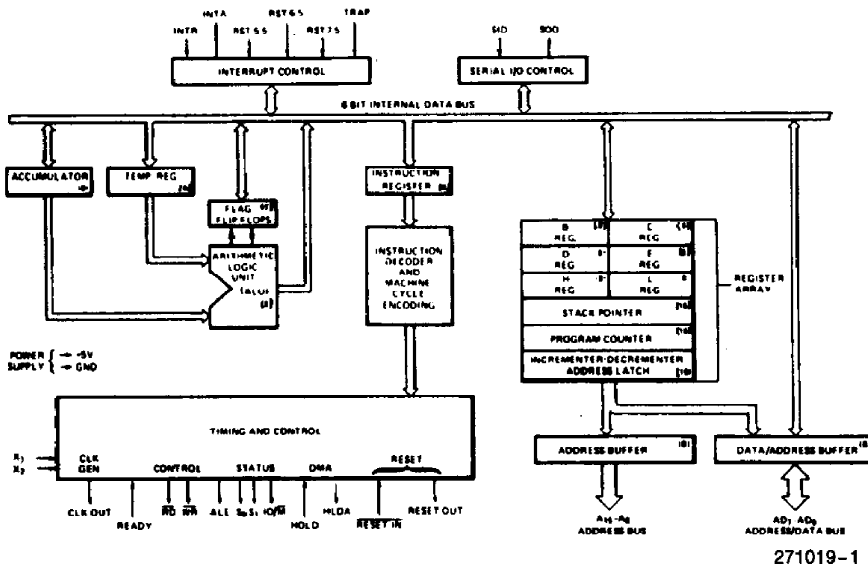 INTR INTA RST 5.5 RST 6.5 RST 7.5 TRAP
SID SOD
INTERRUPT CONTROL
SERIAL I/O CONTROL
8 BIT INTERNAL DATA BUS
ACCUMULATOR
TEMP REG
INSTRUCTION
REGISTER
FLAG
FLIP FLOPS
ARITHMETIC
LOGIC
UNIT
(ALU)
(8)
INSTRUCTION
DECODER
AND
MACHINE
CYCLE
ENCODING
B
REG
C
REG
D
REG
E
REG
H
REG
L
REG
STACK POINTER
PROGRAM COUNTER
INCREMENTER-DECREMENTER
ADDRESS LATCH
REGISTER
ARRAY
POWER
SUPPLY
5V
GND
TIMING AND CONTROL
X1
X2
CLK
GEN
CONTROL
STATUS
DMA
RESET
CLK OUT
READY
RD
WR
ALE
S0
S1
IO/M
HOLD
HLDA
RESET IN
RESET OUT
ADDRESS BUFFER
DATA/ADDRESS BUFFER
A15-A8
ADDRESS BUS
AD7-AD0
ADDRESS/DATA BUS
271019-1